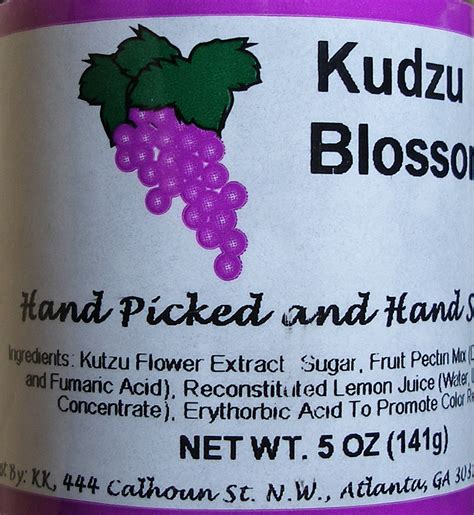 Kudzu
Blossom
Hand Picked and Hand S
Ingredients: Kutzu Flower Extract Sugar, Fruit Pectin Mix (
and Fumaric Acid), Reconstituted Lemon Juice (Water,
Concentrate), Erythorbic Acid To Promote Color
NET WT. 5 OZ (141g)
By: KK, 444 Calhoun St. N.W., Atlanta, GA